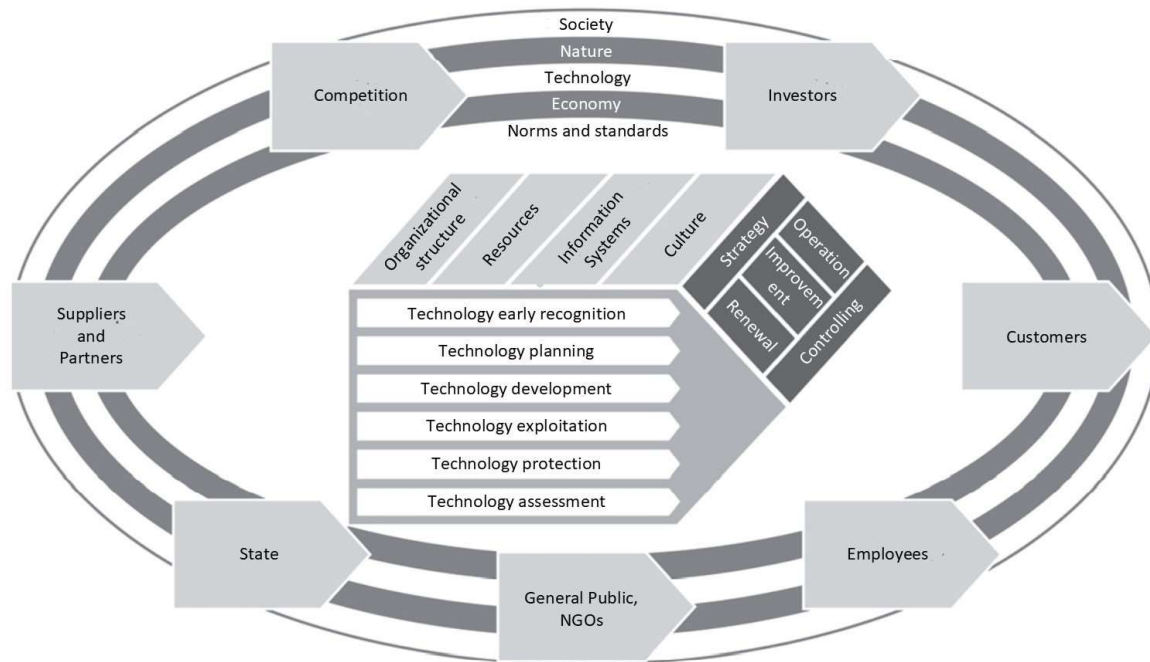 Society
Nature
Technology
Economy
Norms and standards
Competition
Investors
Organizational
structure
Resources
Information
Systems
Culture
Strategy
Operation
Improvem
ent
Renewal
Controlling
Suppliers
and
Partners
Technology early recognition
Technology planning
Technology development
Technology exploitation
Technology protection
Technology assessment
Customers
State
General Public,
NGOs
Employees